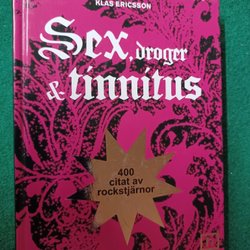 KLAS ERICSSON
Sex, droger
& tinnitus
400
citat av
rockstjärnor